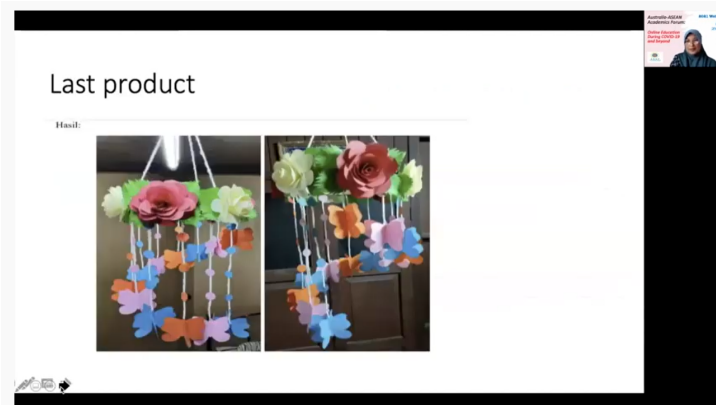 Last product
Hasil:
Australia-ASEAN
Academics Forum:
Online Education
During COVID-19
and Beyond